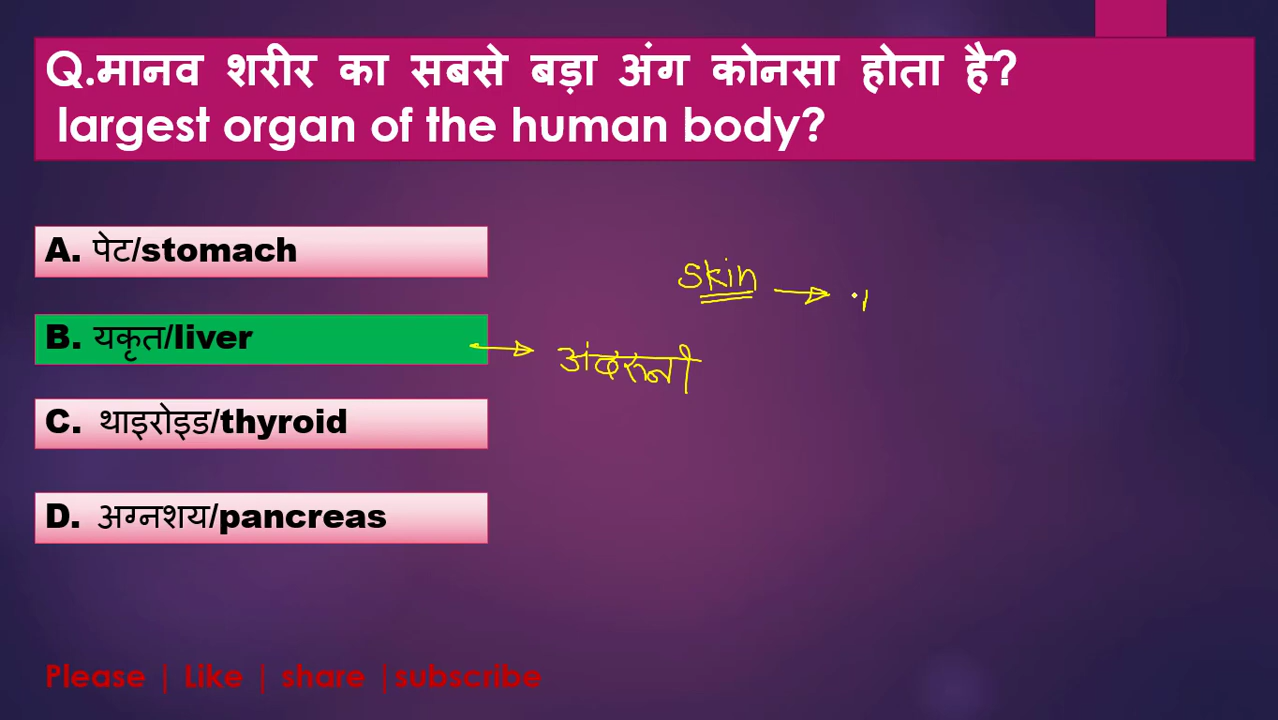 Q.मानव शरीर का सबसे बड़ा अंग कोनसा होता है?
largest organ of the human body?
A. पेट/stomach
Skin →
B. यकृत/liver → अंदरुनी
C. थाइरोइड/thyroid
D. अग्नशय/pancreas
Please | Like | share |subscribe